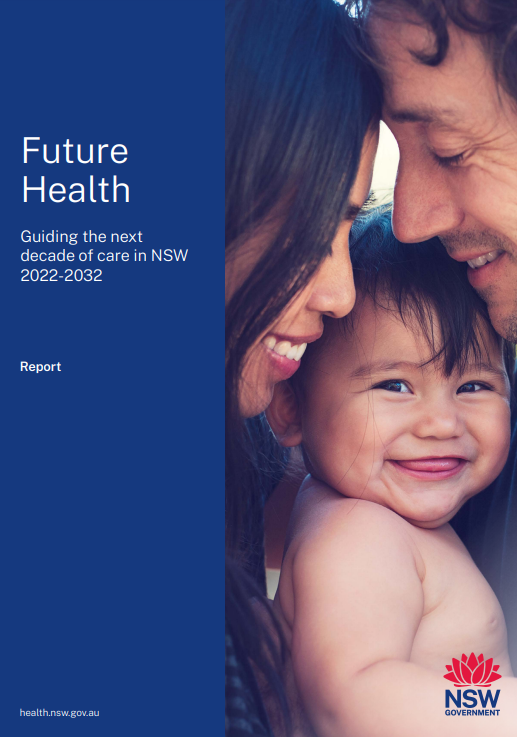 Future
Health
Guiding the next
decade of care in NSW
2022-2032
Report
health.nsw.gov.au
NSW
GOVERNMENT